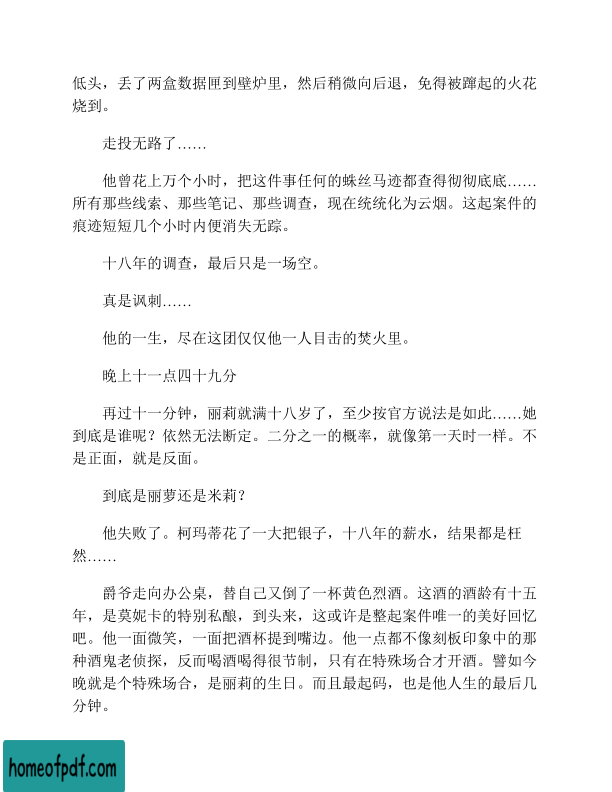 低头，丢了两盒数据匣到壁炉里，然后稍微向后退，免得被蹿起的火花
烧到。
走投无路了……
他曾花上万个小时，把这件事任何的蛛丝马迹都查得彻彻底底……
所有那些线索、那些笔记、那些调查，现在统统化为云烟。这起案件的
痕迹短短几个小时内便消失无踪。
十八年的调查，最后只是一场空。
真是讽刺……
他的一生，尽在这团仅仅他一人目击的焚火里。
晚上十一点四十九分
再过十一分钟，丽莉就满十八岁了，至少按官方说法是如此……她
到底是谁呢？依然无法断定。二分之一的概率，就像第一天时一样。不
是正面，就是反面。
到底是丽萝还是米莉？
他失败了。柯玛蒂花了一大把银子，十八年的薪水，结果都是枉
然……
爵爷走向办公桌，替自己又倒了一杯黄色烈酒。这酒的酒龄有十五
年，是莫妮卡的特别私酿，到头来，这或许是整起案件唯一的美好回忆
吧。他一面微笑，一面把酒杯提到嘴边。他一点都不像刻板印象中的那
种酒鬼老侦探，反而喝酒喝得很节制，只有在特殊场合才开酒。譬如今
晚就是个特殊场合，是丽莉的生日。而且最起码，也是他人生的最后几
分钟。
homeofpdf.com